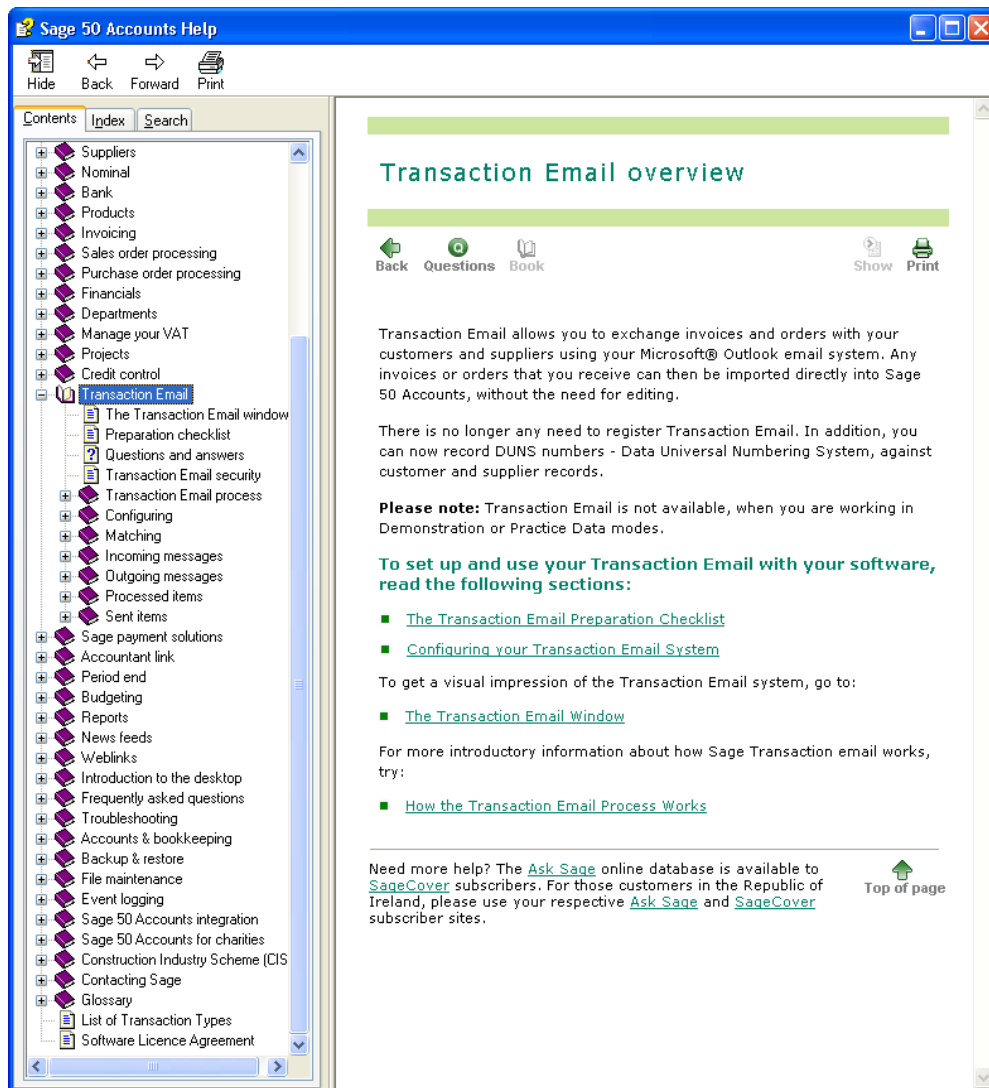 Sage 50 Accounts Help
Hide Back Forward Print
Contents Index Search
Suppliers
Nominal
Bank
Products
Invoicing
Sales order processing
Purchase order processing
Financials
Departments
Manage your VAT
Projects
Credit control
Transaction Email
The Transaction Email window
Preparation checklist
Questions and answers
Transaction Email security
Transaction Email process
Configuring
Matching
Incoming messages
Outgoing messages
Processed items
Sent items
Sage payment solutions
Accountant link
Period end
Budgeting
Reports
News feeds
Weblinks
Introduction to the desktop
Frequently asked questions
Troubleshooting
Accounts & bookkeeping
Backup & restore
File maintenance
Event logging
Sage 50 Accounts integration
Sage 50 Accounts for charities
Construction Industry Scheme (CIS
Contacting Sage
Glossary
List of Transaction Types
Software Licence Agreement
Transaction Email overview
Back Questions Book Show Print
Transaction Email allows you to exchange invoices and orders with your
customers and suppliers using your Microsoft® Outlook email system. Any
invoices or orders that you receive can then be imported directly into Sage
50 Accounts, without the need for editing.
There is no longer any need to register Transaction Email. In addition, you
can now record DUNS numbers - Data Universal Numbering System, against
customer and supplier records.
Please note: Transaction Email is not available, when you are working in
Demonstration or Practice Data modes.
To set up and use your Transaction Email with your software,
read the following sections:
The Transaction Email Preparation Checklist
Configuring your Transaction Email System
To get a visual impression of the Transaction Email system, go to:
The Transaction Email Window
For more introductory information about how Sage Transaction email works,
try:
How the Transaction Email Process Works
Need more help? The Ask Sage online database is available to
SageCover subscribers. For those customers in the Republic of
Ireland, please use your respective Ask Sage and SageCover
subscriber sites.
Top of page